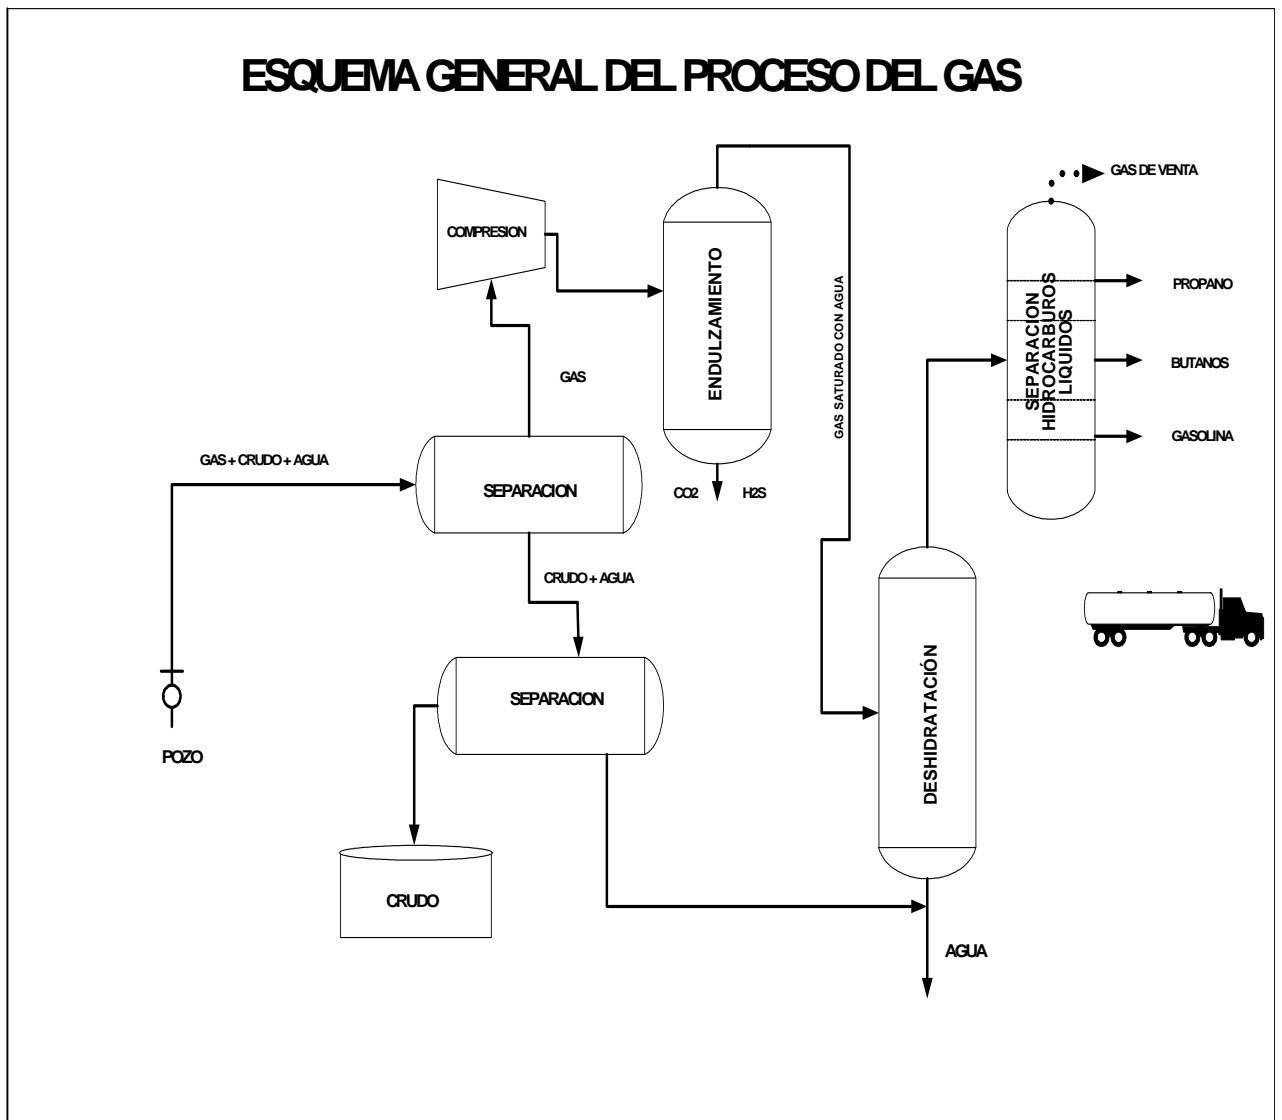 ESQUEMA GENERAL DEL PROCESO DEL GAS
GAS DE VENTA
COMPRESION
ENDULZAMIENTO
GAS SATURADO CON AGUA
SEPARACION
HIDROCARBUROS
LIQUIDOS
PROPANO
BUTANOS
GASOLINA
GAS
GAS + CRUDO + AGUA
SEPARACION
CO2
H2S
CRUDO + AGUA
SEPARACION
DESHIDRATACIÓN
POZO
CRUDO
AGUA